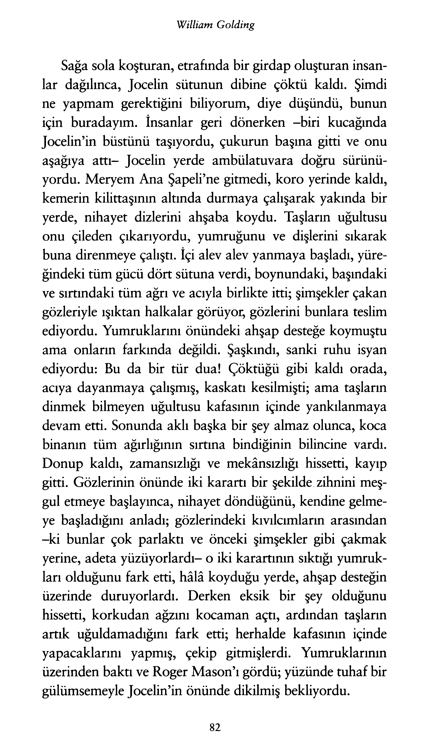 William Golding
Sağa sola koşturan, etrafında bir girdap oluşturan insan-
lar dağılınca, Jocelin sütunun dibine çöktü kaldı. Şimdi
ne yapmam gerektiğini biliyorum, diye düşündü, bunun
için buradayım. İnsanlar geri dönerken –biri kucağında
Jocelin’in büstünü taşıyordu, çukurun başına gitti ve onu
aşağıya attı– Jocelin yerde ambülatuvara doğru sürünü-
yordu. Meryem Ana Şapeli’ne gitmedi, koro yerinde kaldı,
kemerin kilittaşının altında durmaya çalışarak yakında bir
yerde, nihayet dizlerini ahşaba koydu. Taşların uğultusu
onu çileden çıkarıyordu, yumruğunu ve dişlerini sıkarak
buna direnmeye çalıştı. İçi alev alev yanmaya başladı, yüre-
ğindeki tüm gücü dört sütuna verdi, boynundaki, başındaki
ve sırtındaki tüm ağrı ve acıyla birlikte itti; şimşekler çakan
gözleriyle ışıktan halkalar görüyor, gözlerini bunlara teslim
ediyordu. Yumruklarını önündeki ahşap desteğe koymuştu
ama onların farkında değildi. Şaşkındı, sanki ruhu isyan
ediyordu: Bu da bir tür dua! Çöktüğü gibi kaldı orada,
acıya dayanmaya çalışmış, kaskatı kesilmişti; ama taşların
dinmek bilmeyen uğultusu kafasının içinde yankılanmaya
devam etti. Sonunda aklı başka bir şey almaz olunca, koca
binanın tüm ağırlığının sırtına bindiğinin bilincine vardı.
Donup kaldı, zamansızlığı ve mekânsızlığı hissetti, kayıp
gitti. Gözlerinin önünde iki karartı bir şekilde zihnini meş-
gul etmeye başlayınca, nihayet döndüğünü, kendine gelme-
ye başladığını anladı; gözlerindeki kıvılcımların arasından
–ki bunlar çok parlaktı ve önceki şimşekler gibi çakmak
yerine, adeta yüzüyorlardı– o iki karartının sıktığı yumruk-
ları olduğunu fark etti, hâlâ koyduğu yerde, ahşap desteğin
üzerinde duruyorlardı. Derken eksik bir şey olduğunu
hissetti, korkudan ağzını kocaman açtı, ardından taşların
artık uğuldamadığını fark etti; herhalde kafasının içinde
yapacaklarını yapmış, çekip gitmişlerdi. Yumruklarının
üzerinden baktı ve Roger Mason’ı gördü; yüzünde tuhaf bir
gülümsemeyle Jocelin’in önünde dikilmiş bekliyordu.
82